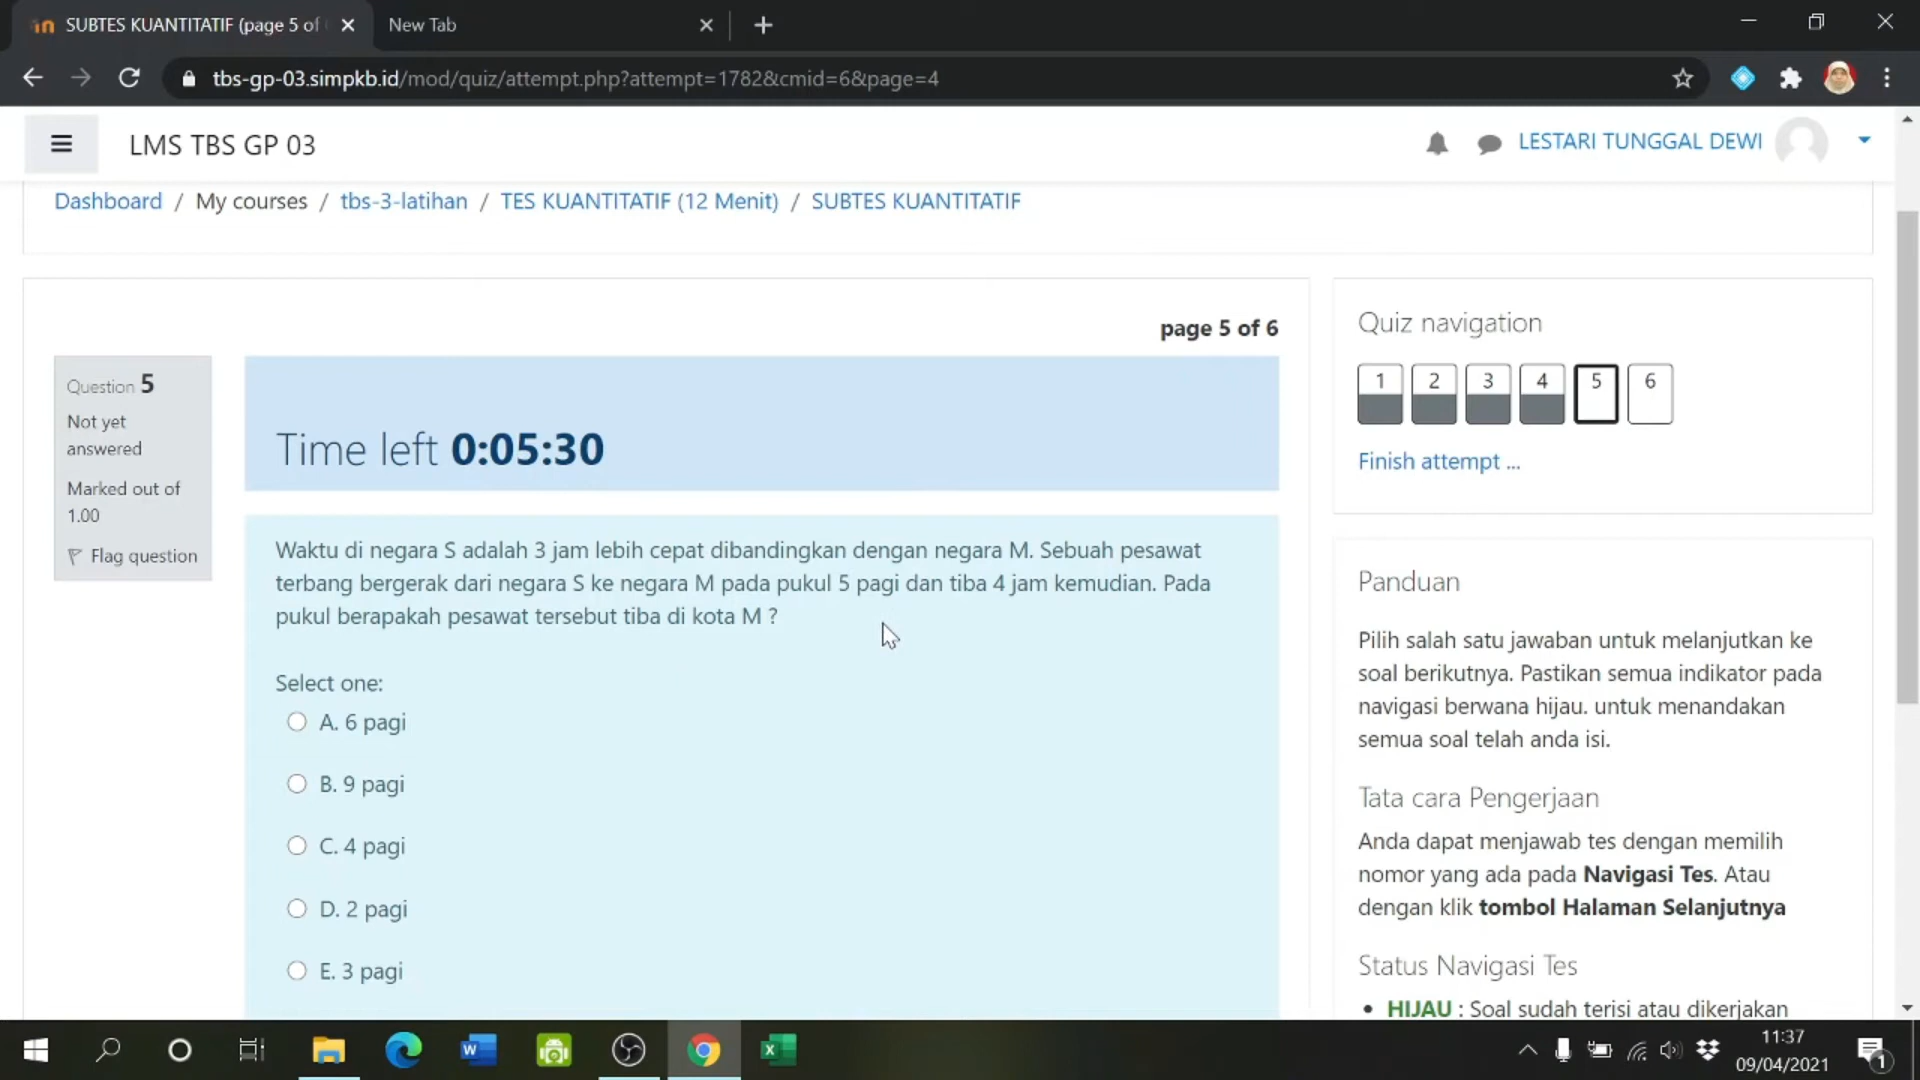 SUBTES KUANTITATIF (page 5 of
New Tab
tbs-gp-03.simpkb.id/mod/quiz/attempt.php?attempt=1782&cmid=6&page=4
LMS TBS GP 03
LESTARI TUNGGAL DEWI
Dashboard / My courses / tbs-3-latihan / TES KUANTITATIF (12 Menit) / SUBTES KUANTITATIF
page 5 of 6
Question 5
Not yet
answered
Marked out of
1.00
Flag question
Time left 0:05:30
Waktu di negara S adalah 3 jam lebih cepat dibandingkan dengan negara M. Sebuah pesawat
terbang bergerak dari negara S ke negara M pada pukul 5 pagi dan tiba 4 jam kemudian. Pada
pukul berapakah pesawat tersebut tiba di kota M ?
Select one:
A. 6 pagi
B. 9 pagi
C. 4 pagi
D. 2 pagi
E. 3 pagi
Quiz navigation
1 2 3 4 5 6
Finish attempt ...
Panduan
Pilih salah satu jawaban untuk melanjutkan ke
soal berikutnya. Pastikan semua indikator pada
navigasi berwana hijau. untuk menandakan
semua soal telah anda isi.
Tata cara Pengerjaan
Anda dapat menjawab tes dengan memilih
nomor yang ada pada Navigasi Tes. Atau
dengan klik tombol Halaman Selanjutnya
Status Navigasi Tes
• HIJAU : Soal sudah terisi atau dikerjakan
11:37
09/04/2021
1